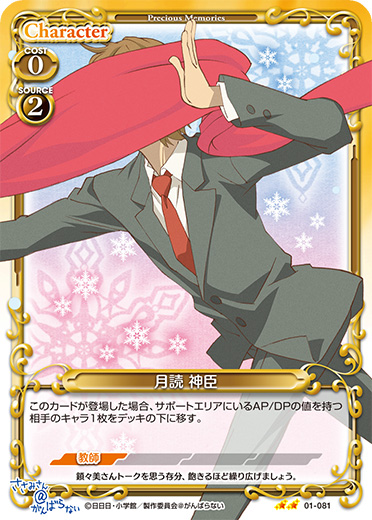 Precious Memories
Character
COST
0
SOURCE
2
月読 神臣
このカードが登場した場合、サポートエリアにいるAP/DPの値を持つ
相手のキャラ1枚をデッキの下に移す。
教師
鎖々美さんトークを思う存分、飽きるほど繰り広げましょう。
ささみさん
@
がんばらない
©日日日・小学館／製作委員会@がんばらない
01-081